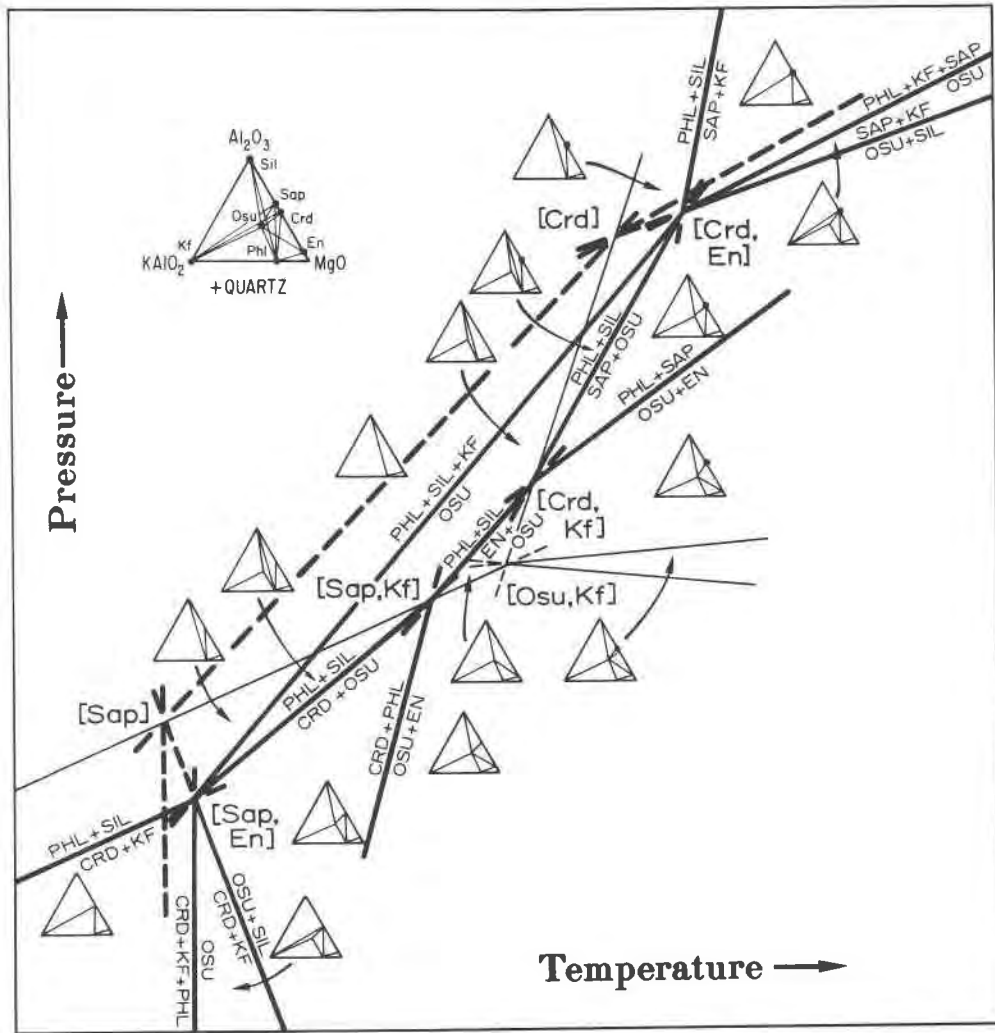 Al₂O₃
Sil
Sap
Osu
Crd
Kf
Phl
En
KAlO₂
MgO
+QUARTZ
Pressure
Temperature
PHL+SIL
SAP+KF
PHL+KF+SAP
OSU
SAP+KF
OSU+SIL
[Crd]
[Crd,
En]
PHL+SIL
SAP+OSU
PHL+SAP
OSU+EN
PHL+SIL+KF
OSU
PHL+SIL
EN+
OSU
[Crd,
Kf]
[Sap,Kf]
[Osu,Kf]
PHL+SIL
CRD+OSU
CRD+PHL
OSU+EN
[Sap]
[Sap,
En]
PHL+SIL
CRD+KF
CRD+KF+PHL
OSU
OSU+SIL
CRD+KF